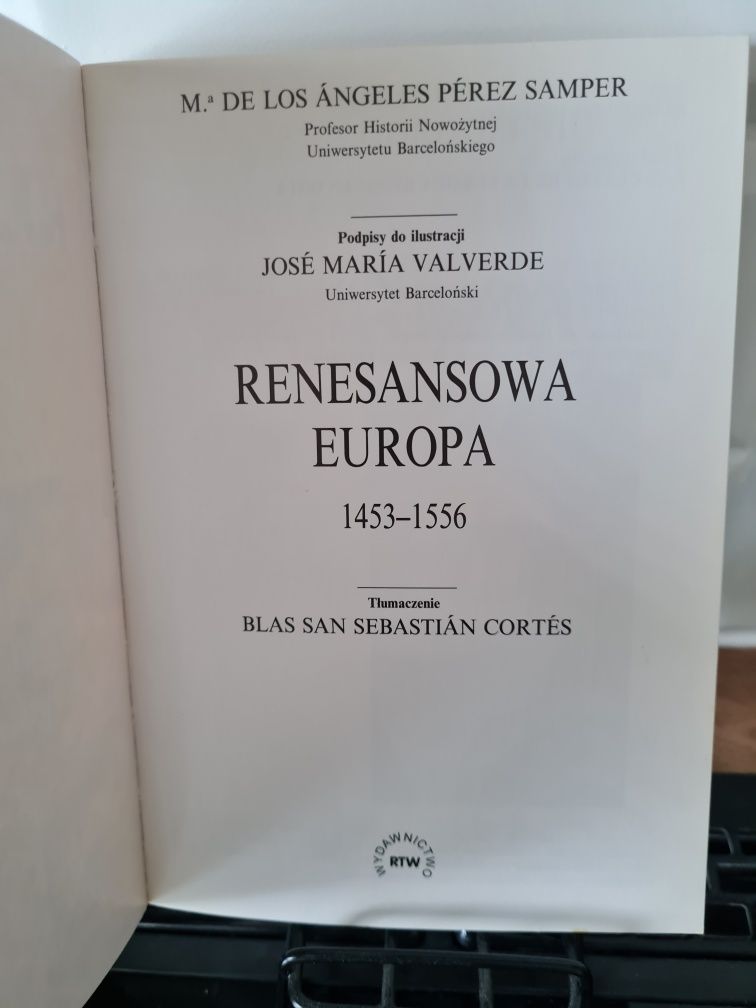 M.ª DE LOS ÁNGELES PÉREZ SAMPER
Profesor Historii Nowożytnej
Uniwersytetu Barcelońskiego
Podpisy do ilustracji
JOSÉ MARÍA VALVERDE
Uniwersytet Barceloński
RENESANSOWA
EUROPA
1453–1556
Tłumaczenie
BLAS SAN SEBASTIÁN CORTÉS
WYDAWNICTWO
RTW